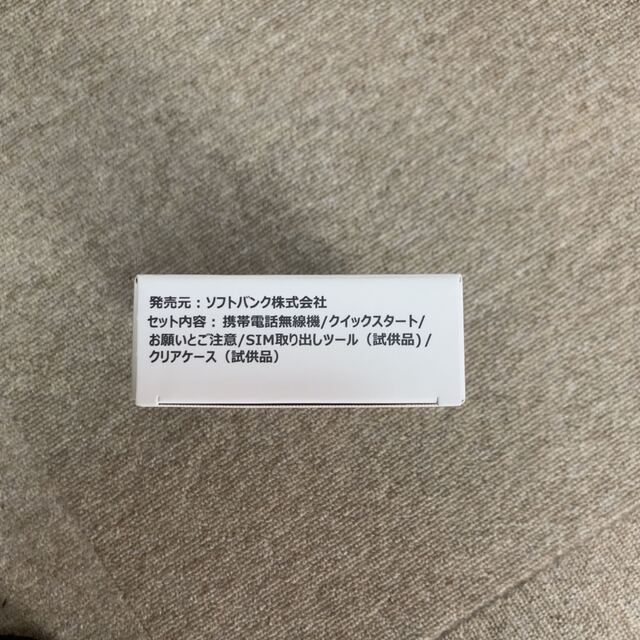 発売元：ソフトバンク株式会社
セット内容：携帯電話無線機/クイックスタート/
お願いとご注意/SIM取り出しツール（試供品）/
クリアケース（試供品）